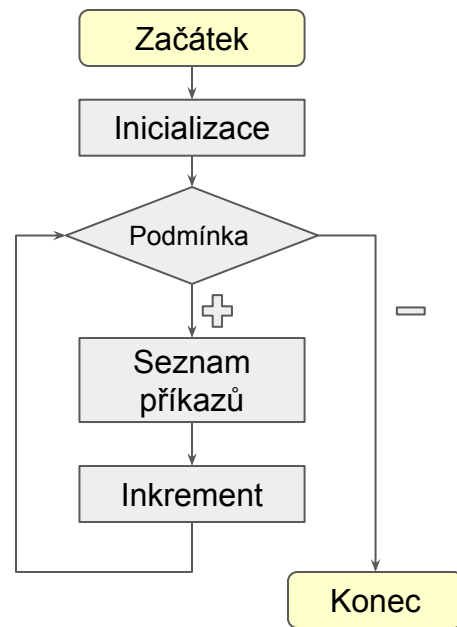 Začátek
Inicializace
Podmínka
Seznam
příkazů
Inkrement
Konec